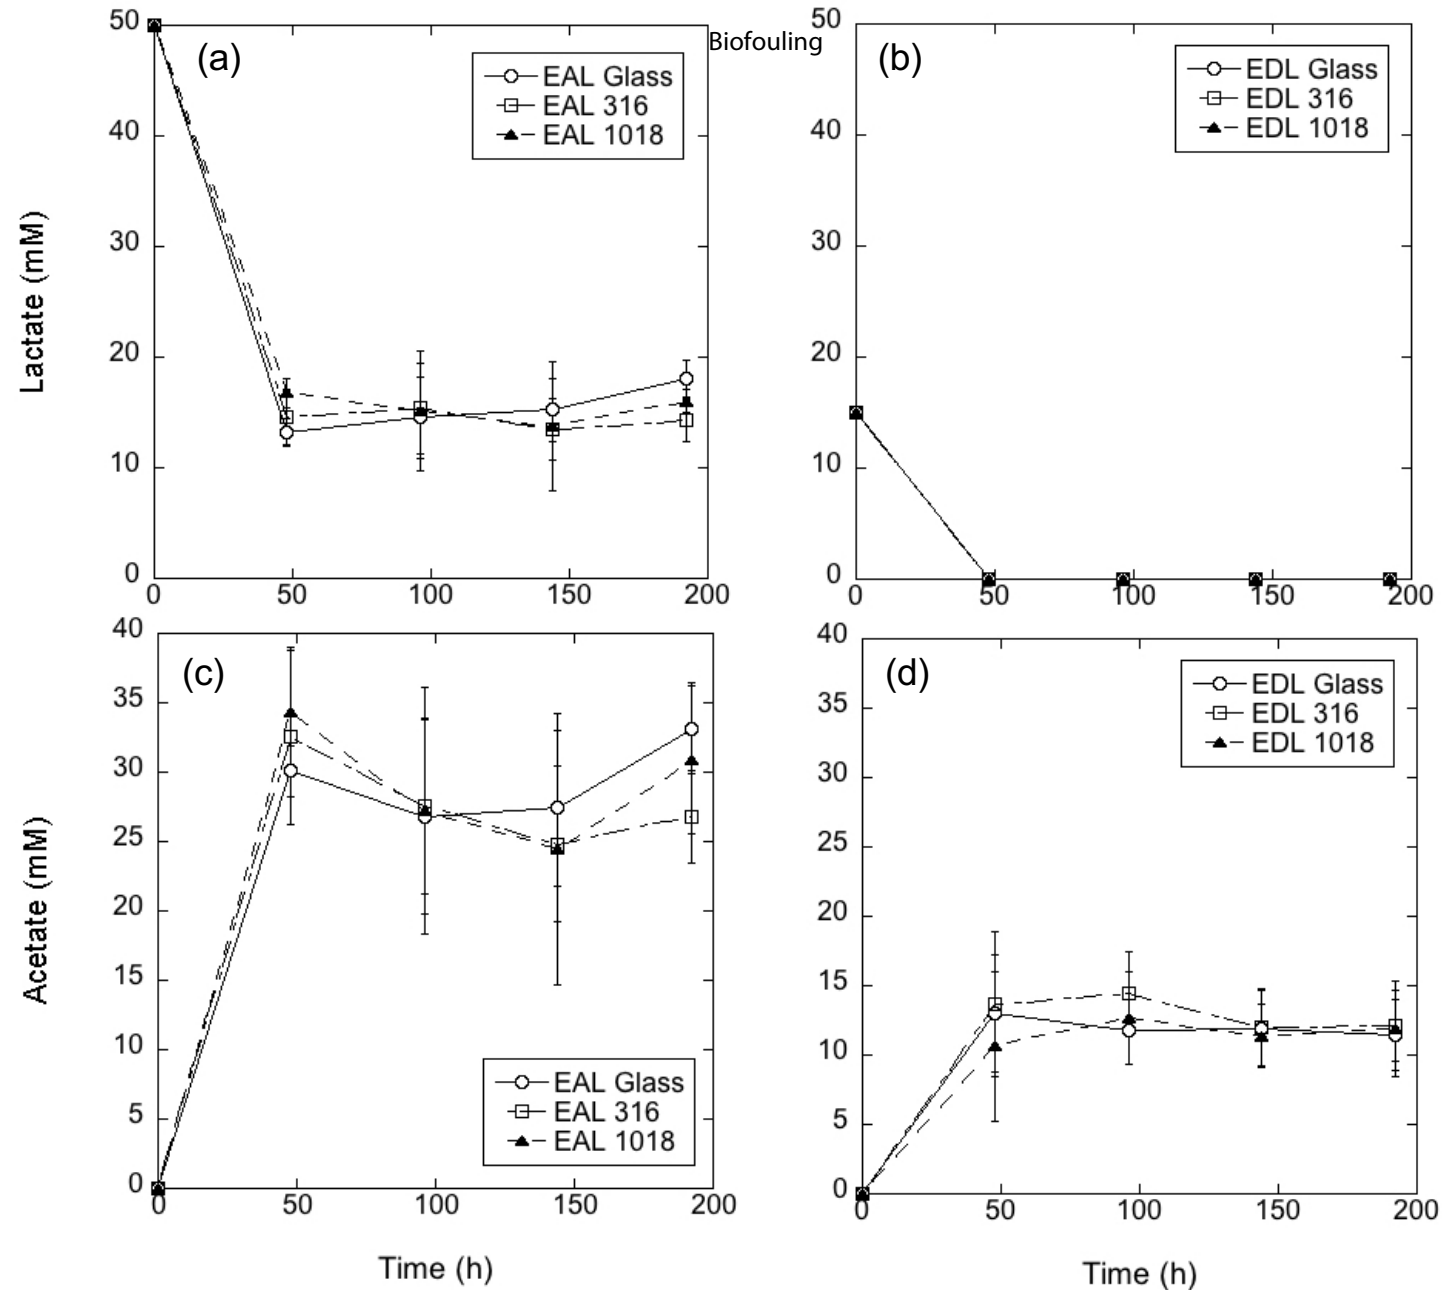 Biofouling
(a)
EAL Glass
EAL 316
EAL 1018
50
40
30
20
10
0
0 50 100 150 200
Lactate (mM)
(b)
EDL Glass
EDL 316
EDL 1018
50
40
30
20
10
0
0 50 100 150 200
(c)
EAL Glass
EAL 316
EAL 1018
40
35
30
25
20
15
10
5
0
0 50 100 150 200
Acetate (mM)
Time (h)
(d)
EDL Glass
EDL 316
EDL 1018
40
35
30
25
20
15
10
5
0
0 50 100 150 200
Time (h)